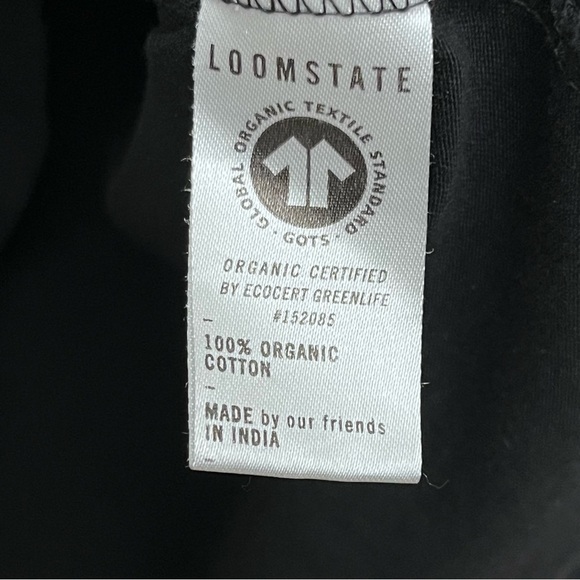 LOOMSTATE
GLOBAL ORGANIC TEXTILE STANDARD
· GOTS ·
ORGANIC CERTIFIED
BY ECOCERT GREENLIFE
#152085
–
100% ORGANIC
COTTON
–
MADE by our friends
IN INDIA
–